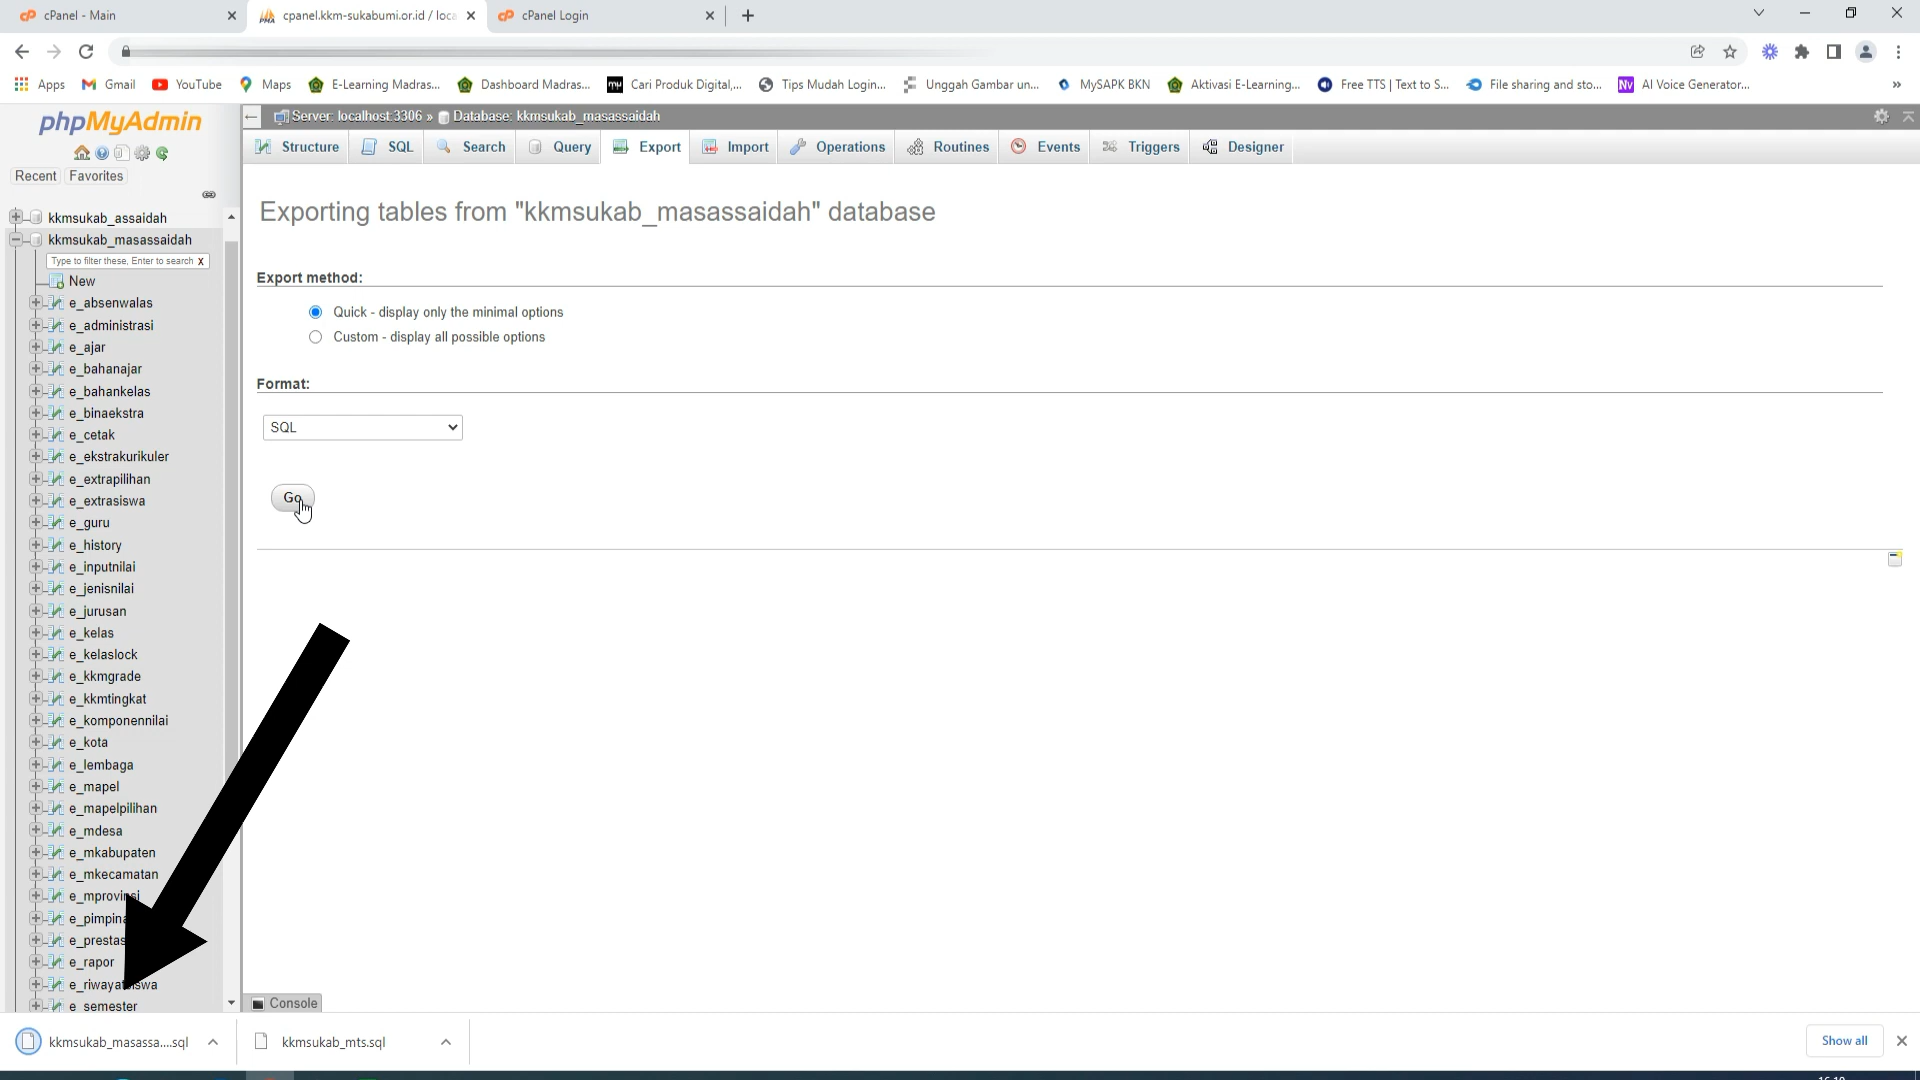 cPanel - Main
cpanel.kkm-sukabumi.or.id / loca
cPanel Login
Apps
Gmail
YouTube
Maps
E-Learning Madras...
Dashboard Madras...
Cari Produk Digital,...
Tips Mudah Login...
Unggah Gambar un...
MySAPK BKN
Aktivasi E-Learning...
Free TTS | Text to S...
File sharing and sto...
AI Voice Generator...
phpMyAdmin
Recent
Favorites
kkmsukab_assaidah
kkmsukab_masassaidah
Type to filter these, Enter to search X
New
e_absenwalas
e_administrasi
e_ajar
e_bahanajar
e_bahankelas
e_binaekstra
e_cetak
e_ekstrakurikuler
e_extrapilihan
e_extrasiswa
e_guru
e_history
e_inputnilai
e_jenisnilai
e_jurusan
e_kelas
e_kelaslock
e_kkmgrade
e_kkmtingkat
e_komponennilai
e_kota
e_lembaga
e_mapel
e_mapelpilihan
e_mdesa
e_mkabupaten
e_mkecamatan
e_mprovinsi
e_pimpina
e_prestas
e_rapor
e_riwayatsiswa
e_semester
Server: localhost:3306 » Database: kkmsukab_masassaidah
Structure
SQL
Search
Query
Export
Import
Operations
Routines
Events
Triggers
Designer
Exporting tables from "kkmsukab_masassaidah" database
Export method:
Quick - display only the minimal options
Custom - display all possible options
Format:
SQL
Go
Console
kkmsukab_masassa....sql
kkmsukab_mts.sql
Show all